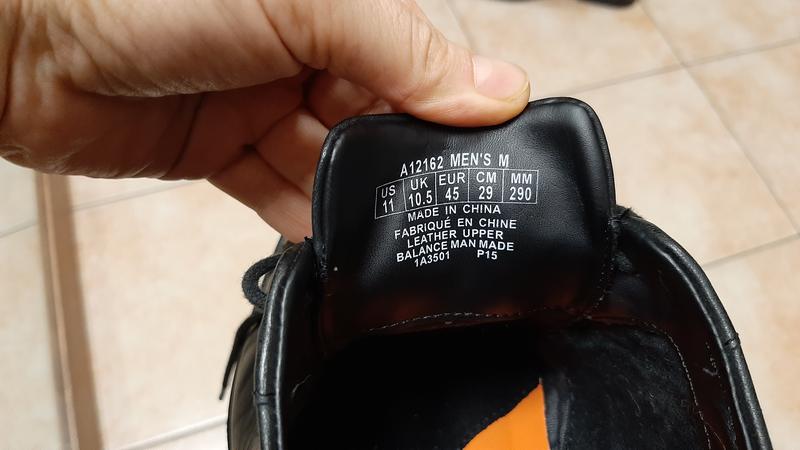 A12162 MEN'S M
US UK EUR CM MM
11 10.5 45 29 290
MADE IN CHINA
FABRIQUÉ EN CHINE
LEATHER UPPER
BALANCE MAN MADE
1A3501 P15